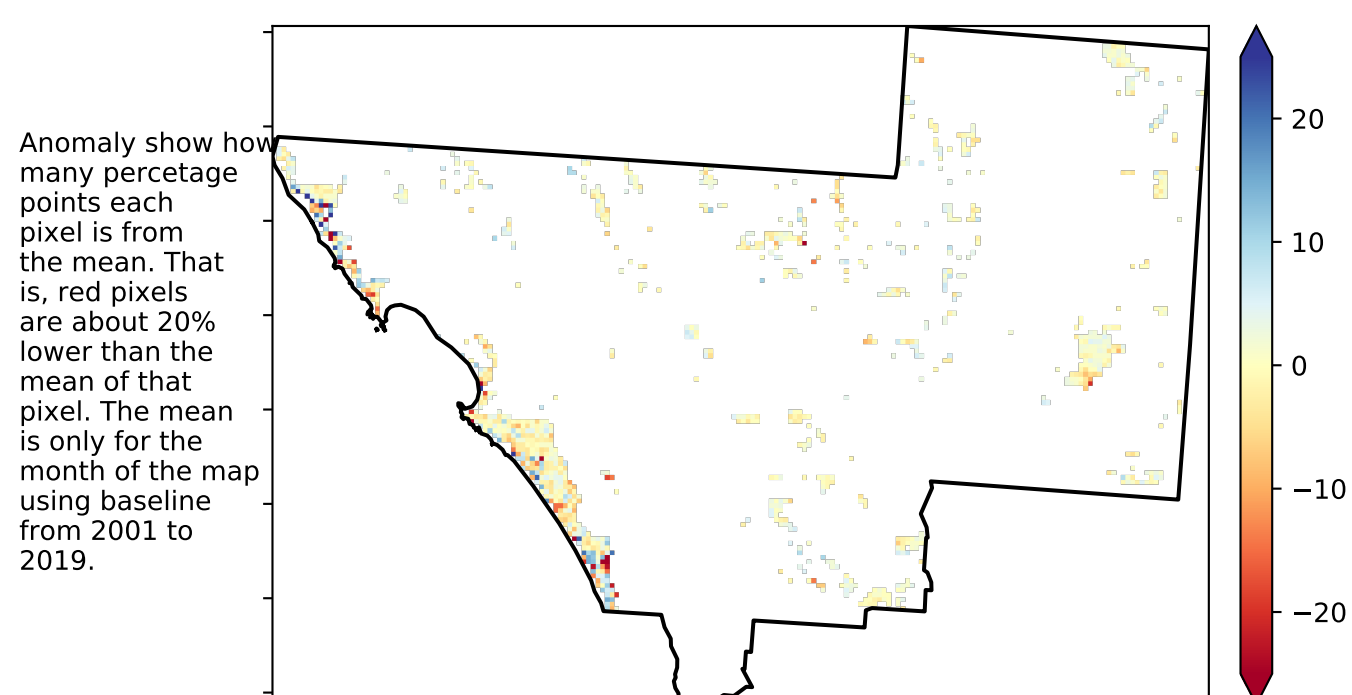 Anomaly show how
many percetage
points each
pixel is from
the mean. That
is, red pixels
are about 20%
lower than the
mean of that
pixel. The mean
is only for the
month of the map
using baseline
from 2001 to
2019.
20
10
0
−10
−20